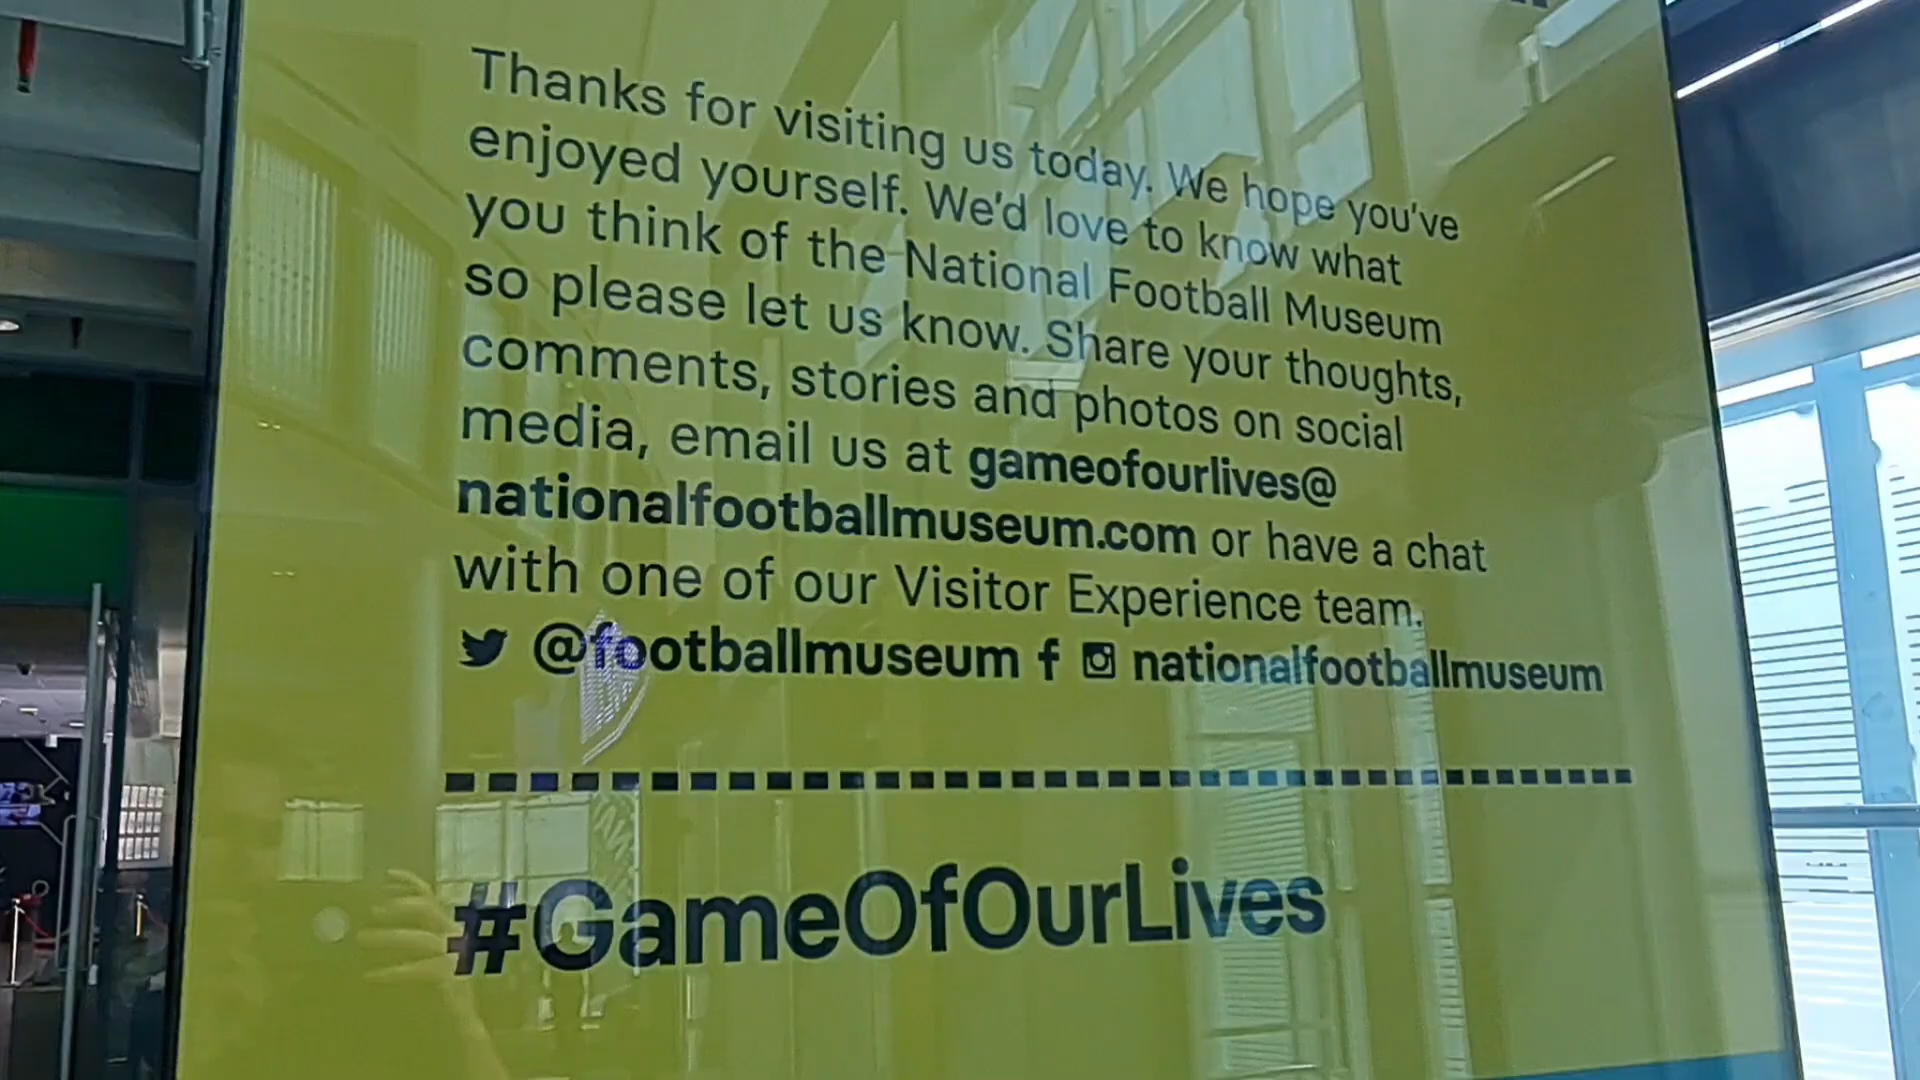 Thanks for visiting us today. We hope you've
enjoyed yourself. We'd love to know what
you think of the National Football Museum
so please let us know. Share your thoughts,
comments, stories and photos on social
media, email us at gameofourlives@
nationalfootballmuseum.com or have a chat
with one of our Visitor Experience team.
@footballmuseum f nationalfootballmuseum
#GameOfOurLives